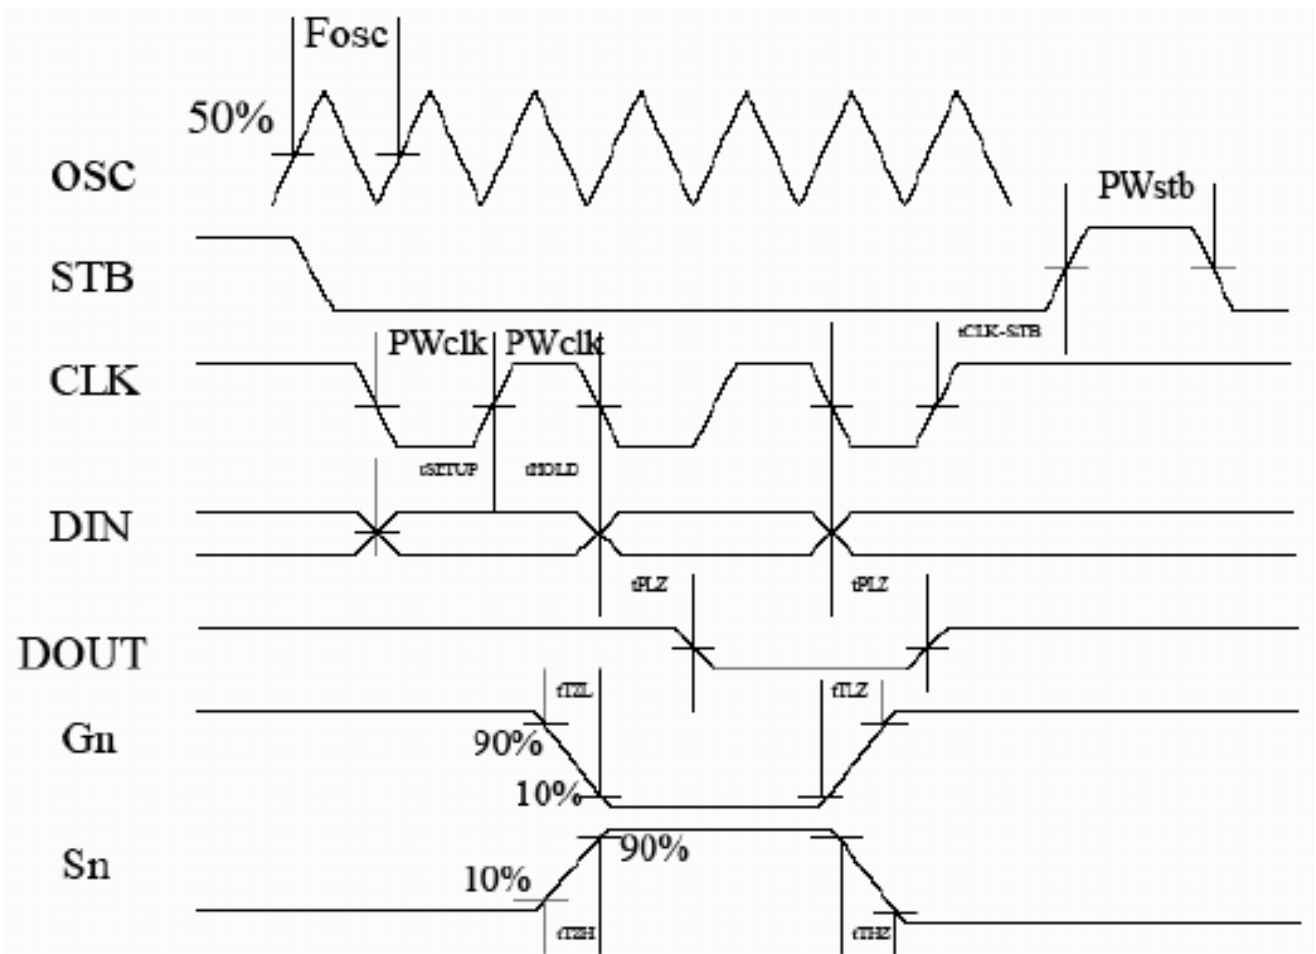 Fosc
50%
OSC
PWstb
STB
tCLK-STB
PWclk PWclk
CLK
tSETUP tHOLD
DIN
tPLZ tPLZ
DOUT
tTZL tTLZ
Gn
90%
10%
90%
Sn
10%
tTZH tTHZ